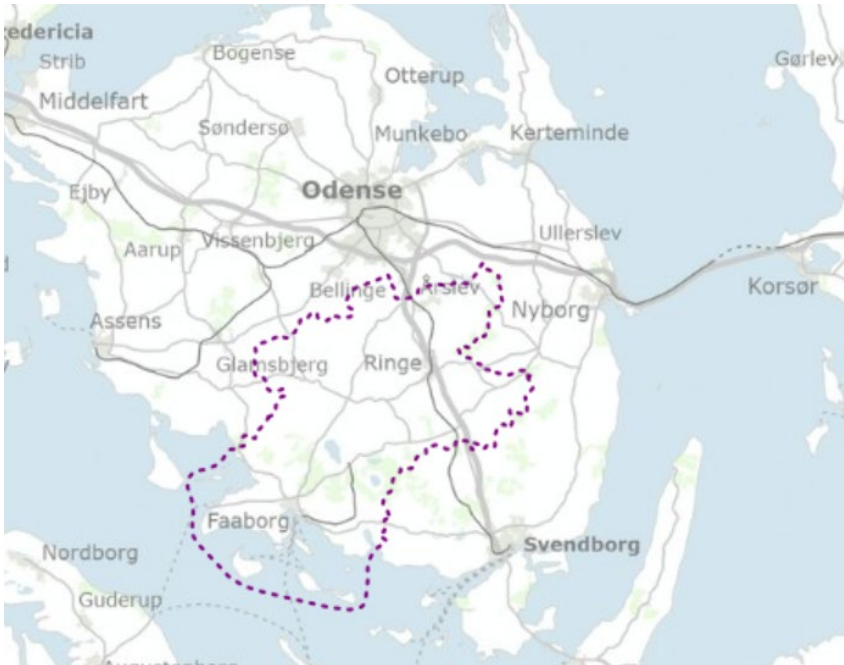 edericia
Strib
Bogense
Gørlev
Otterup
Middelfart
Søndersø
Munkebo
Kerteminde
Odense
Ejby
Aarup
Vissenbjerg
Ullerslev
Bellinge
Årslev
Nyborg
Korsør
Assens
Glamsbjerg
Ringe
Faaborg
Svendborg
Nordborg
Guderup